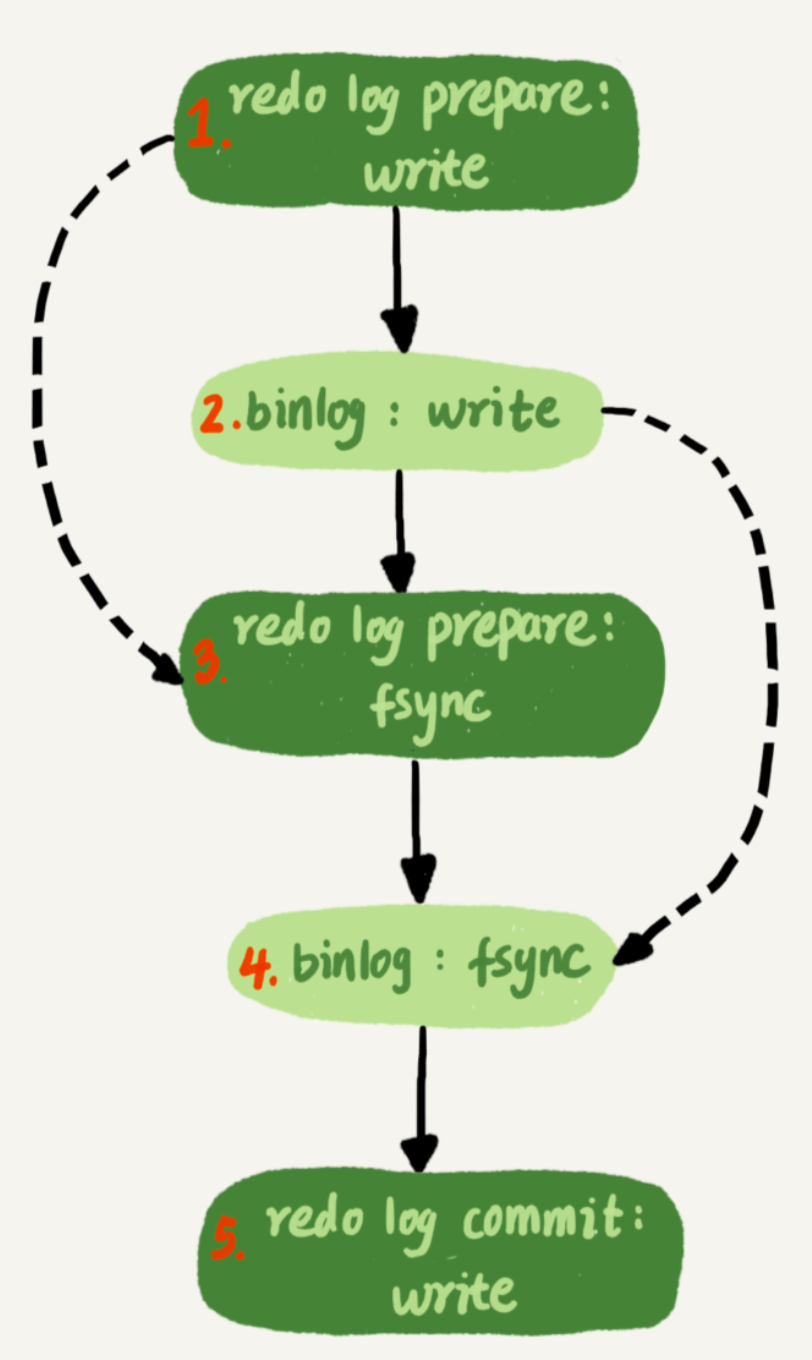 1. redo log prepare:
write
2. binlog : write
3. redo log prepare:
fsync
4. binlog : fsync
5. redo log commit:
write